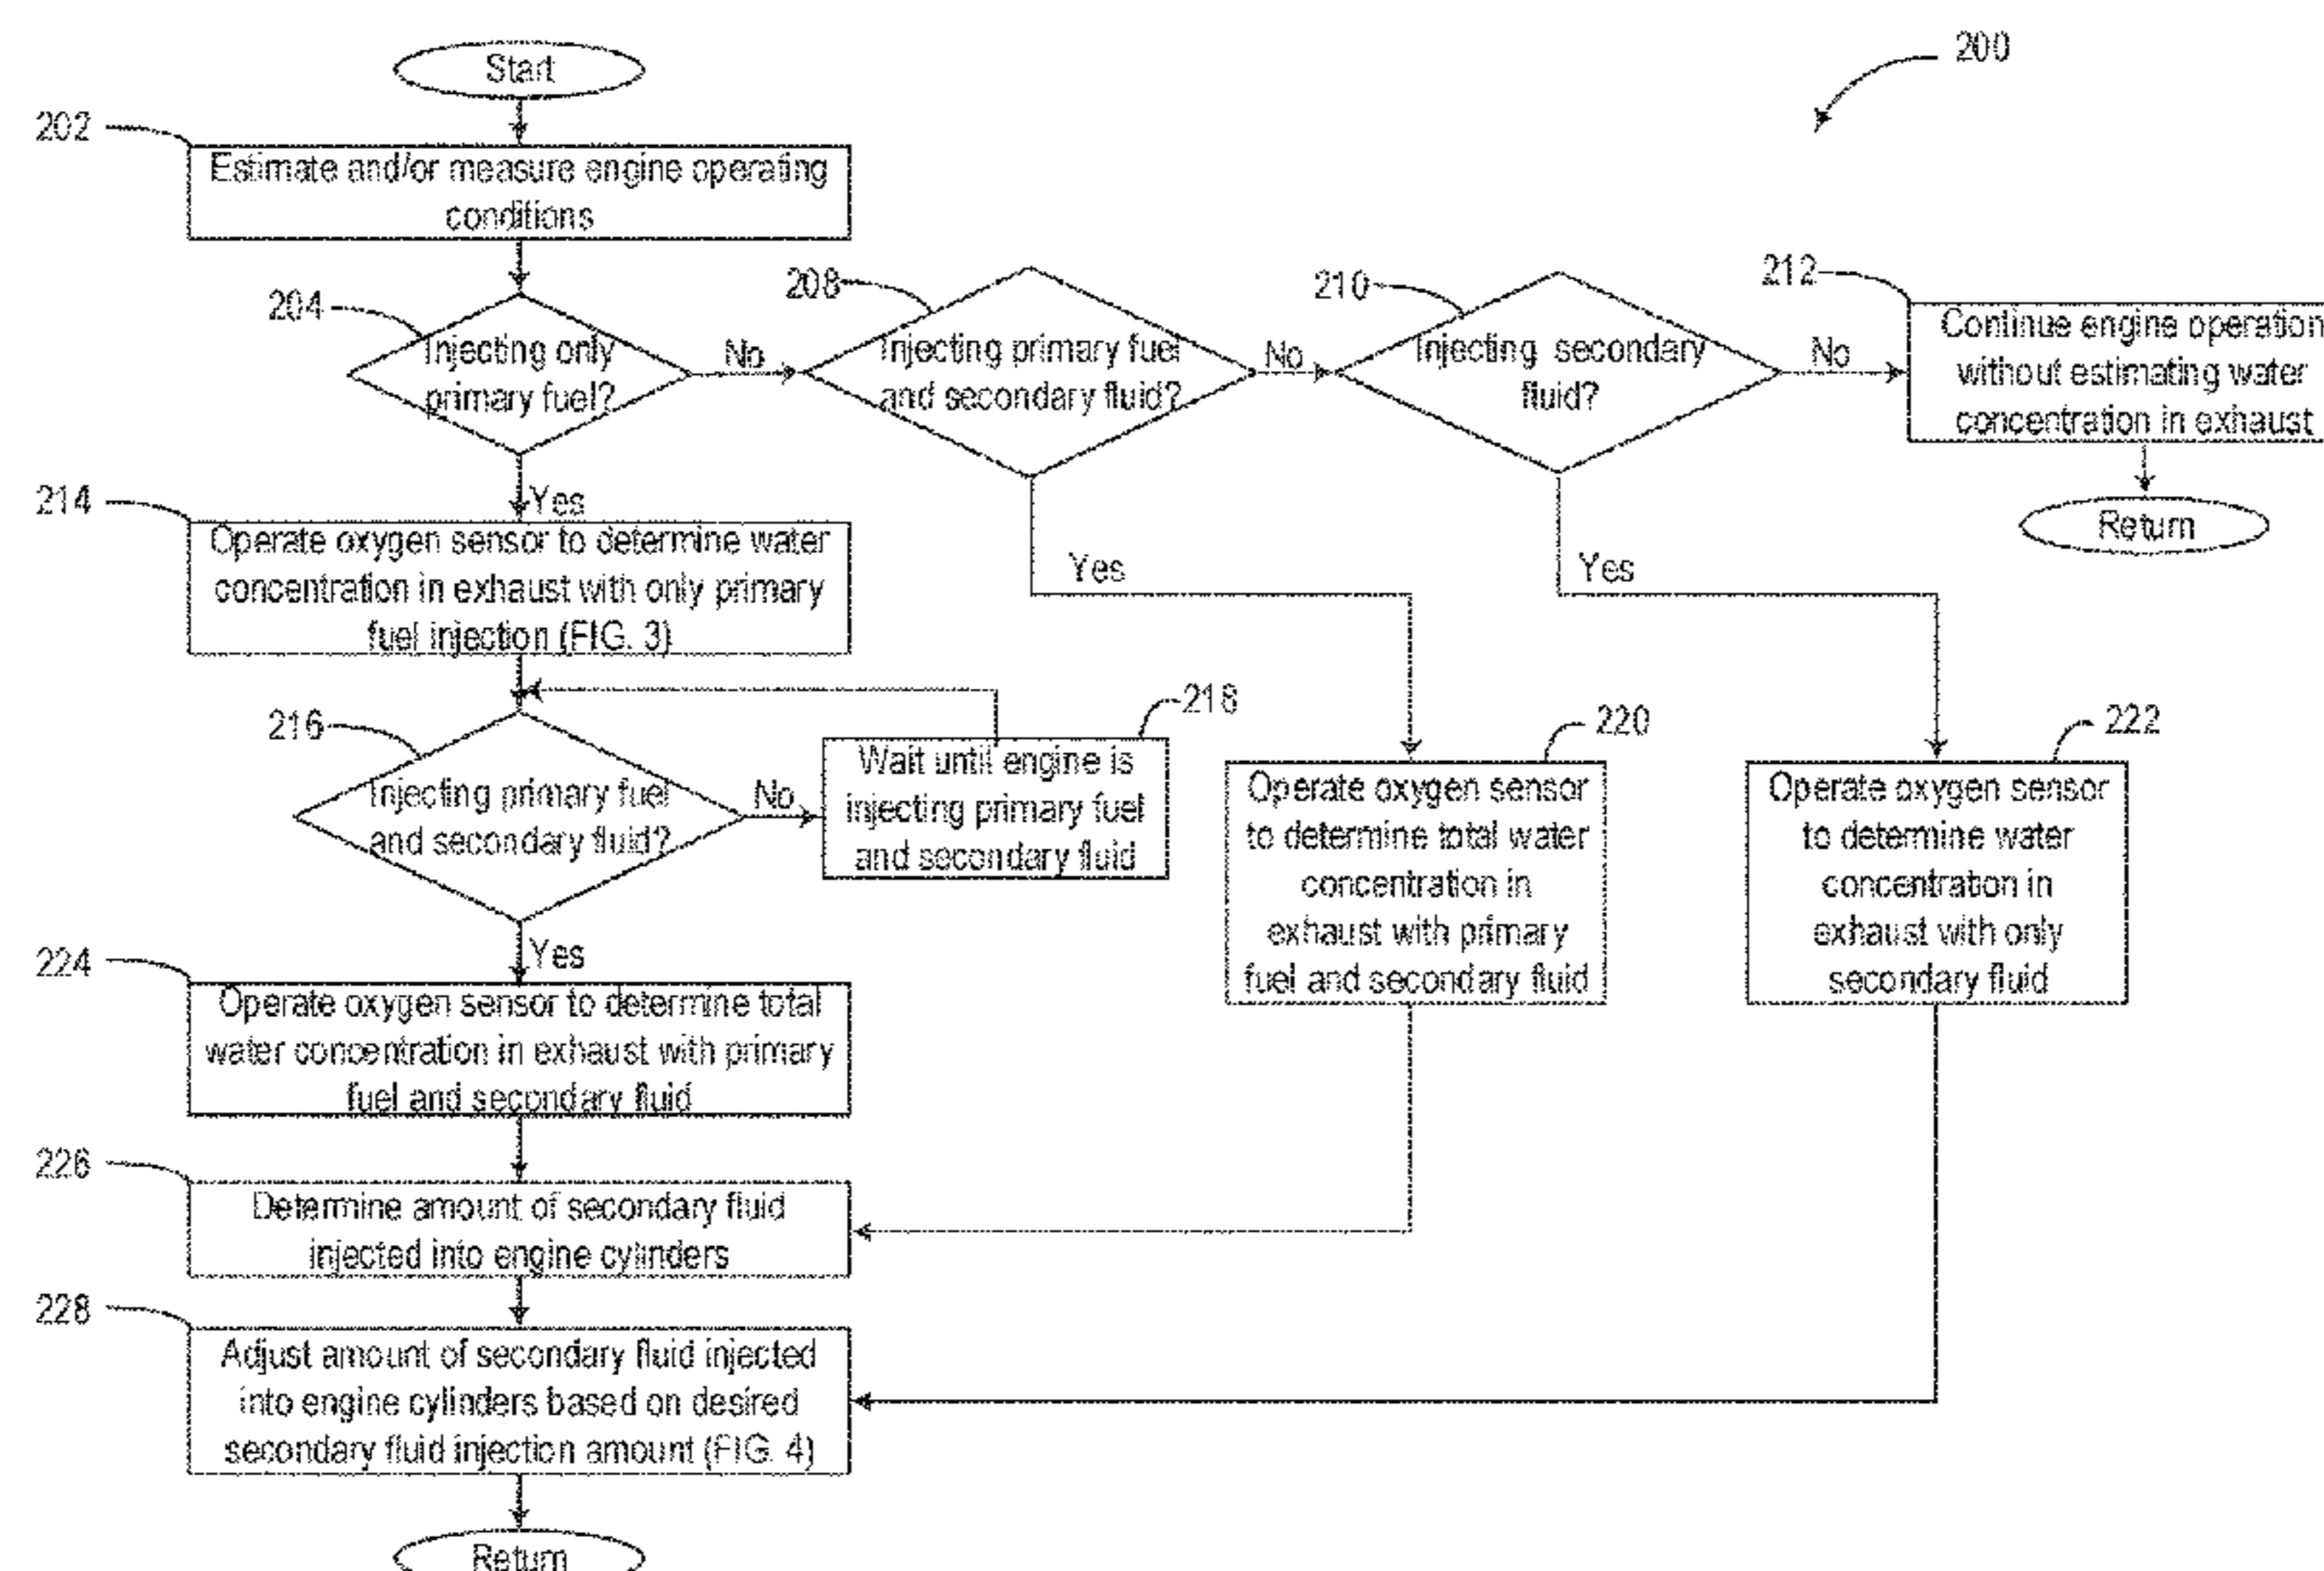 Start
200
202
Estimate and/or measure engine operating
conditions
204
Injecting only
primary fuel?
No
208
Injecting primary fuel
and secondary fluid?
No
210
Injecting secondary
fluid?
No
212
Continue engine operation
without estimating water
concentration in exhaust
Return
Yes
Yes
Yes
214
Operate oxygen sensor to determine water
concentration in exhaust with only primary
fuel injection (FIG. 3)
216
Injecting primary fuel
and secondary fluid?
No
218
Wait until engine is
injecting primary fuel
and secondary fluid
220
Operate oxygen sensor
to determine total water
concentration in
exhaust with primary
fuel and secondary fluid
222
Operate oxygen sensor
to determine water
concentration in
exhaust with only
secondary fluid
Yes
224
Operate oxygen sensor to determine total
water concentration in exhaust with primary
fuel and secondary fluid
226
Determine amount of secondary fluid
injected into engine cylinders
228
Adjust amount of secondary fluid injected
into engine cylinders based on desired
secondary fluid injection amount (FIG. 4)
Return